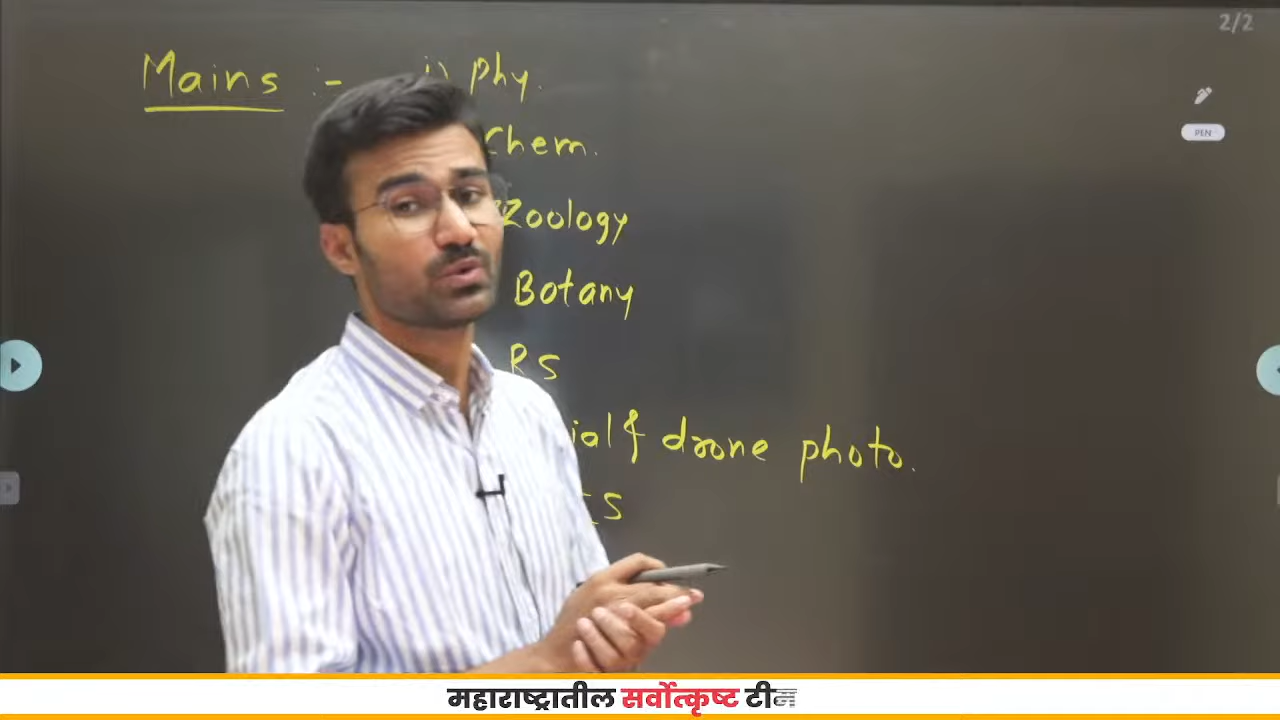 2/2
Mains :- i) Phy.
PEN
Chem.
Zoology
Botany
RS
ial & drone photo.
S
महाराष्ट्रातील सर्वोत्कृष्ट टीम